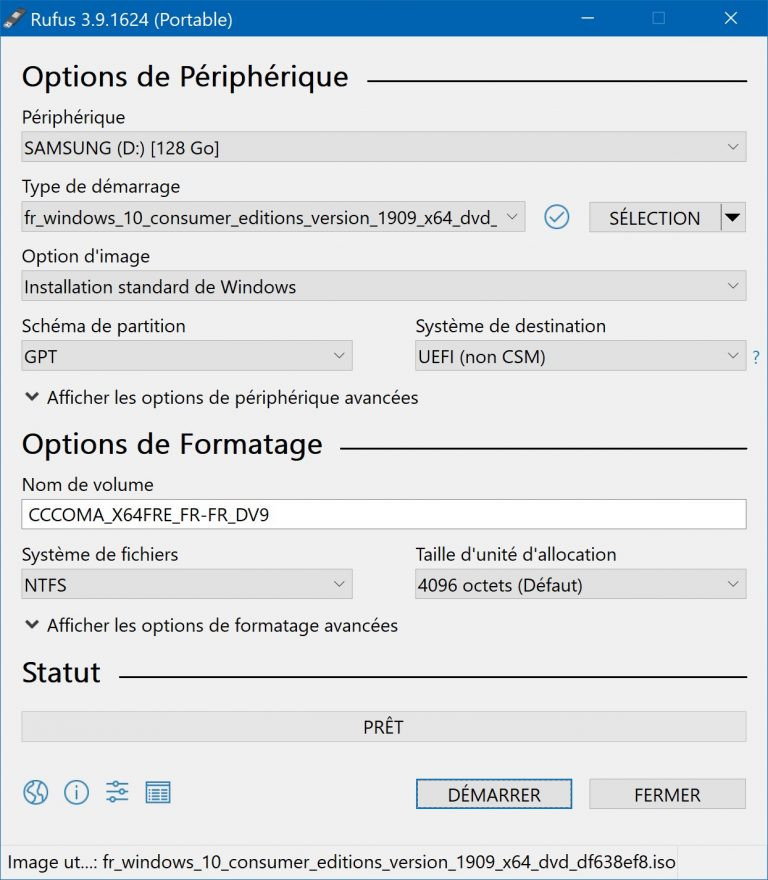 Rufus 3.9.1624 (Portable)
Options de Périphérique
Périphérique
SAMSUNG (D:) [128 Go]
Type de démarrage
fr_windows_10_consumer_editions_version_1909_x64_dvd_
SÉLECTION
Option d'image
Installation standard de Windows
Schéma de partition Système de destination
GPT UEFI (non CSM) ?
Afficher les options de périphérique avancées
Options de Formatage
Nom de volume
CCCOMA_X64FRE_FR-FR_DV9
Système de fichiers Taille d'unité d'allocation
NTFS 4096 octets (Défaut)
Afficher les options de formatage avancées
Statut
PRÊT
DÉMARRER FERMER
Image ut...: fr_windows_10_consumer_editions_version_1909_x64_dvd_df638ef8.iso